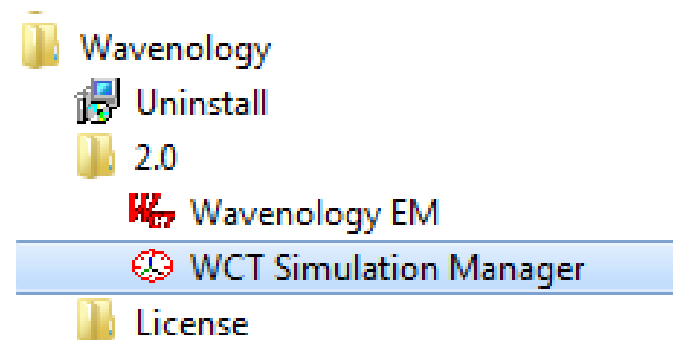 Wavenology
Uninstall
2.0
Wavenology EM
WCT Simulation Manager
License